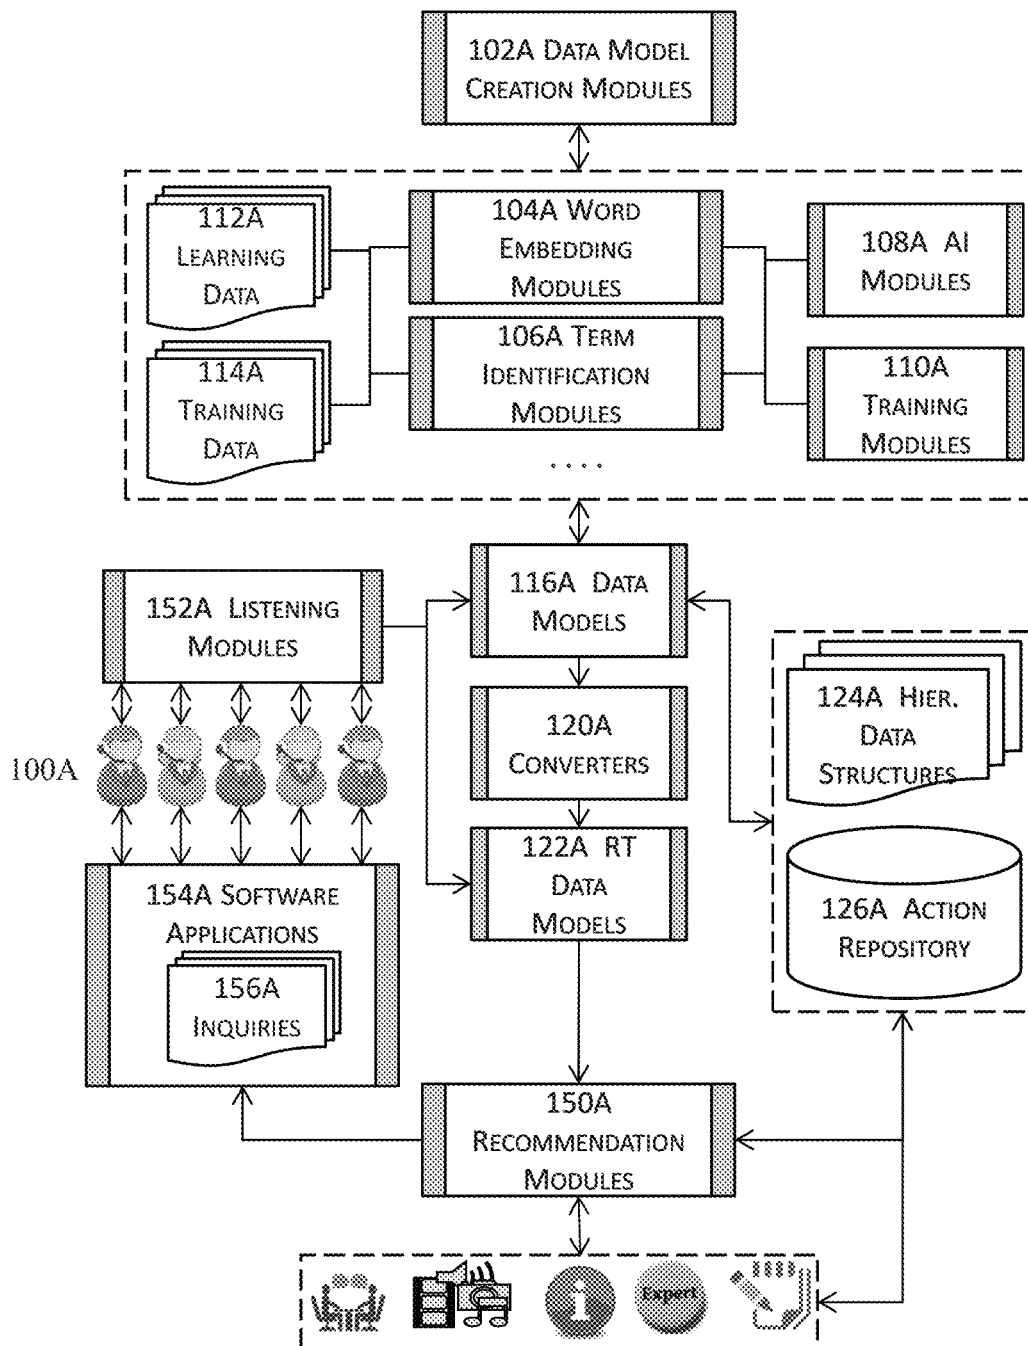 102A DATA MODEL
CREATION MODULES
112A
LEARNING
DATA
104A WORD
EMBEDDING
MODULES
108A AI
MODULES
114A
TRAINING
DATA
106A TERM
IDENTIFICATION
MODULES
110A
TRAINING
MODULES
. . . .
152A LISTENING
MODULES
116A DATA
MODELS
100A
120A
CONVERTERS
124A HIER.
DATA
STRUCTURES
122A RT
DATA
MODELS
154A SOFTWARE
APPLICATIONS
156A
INQUIRIES
126A ACTION
REPOSITORY
150A
RECOMMENDATION
MODULES
i
Expert